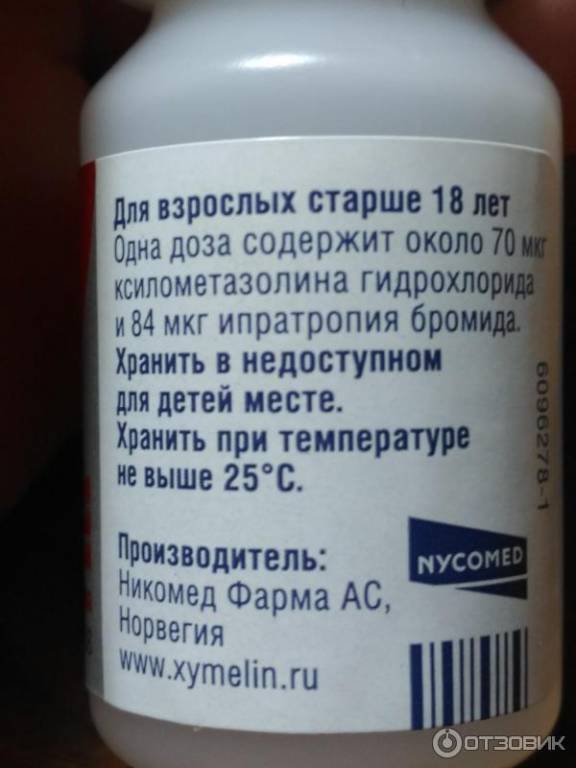 Для взрослых старше 18 лет
Одна доза содержит около 70 мкг
ксилометазолина гидрохлорида
и 84 мкг ипратропия бромида.
Хранить в недоступном
для детей месте.
Хранить при температуре
не выше 25°С.
6096278-1
Производитель:
Никомед Фарма АС,
Норвегия
www.xymelin.ru
NYCOMED
ОТЗОВИК